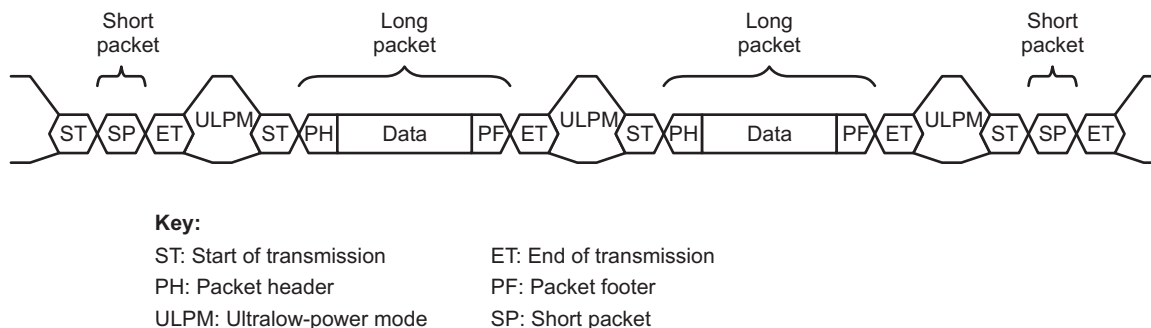 Short packet
Long packet
Long packet
Short packet
ST SP ET ULPM ST PH Data PF ET ULPM ST PH Data PF ET ULPM ST SP ET
Key:
ST: Start of transmission ET: End of transmission
PH: Packet header PF: Packet footer
ULPM: Ultralow-power mode SP: Short packet